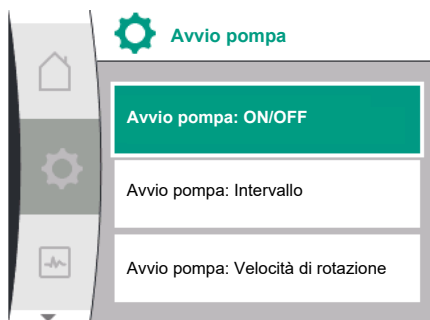 Avvio pompa
Avvio pompa: ON/OFF
Avvio pompa: Intervallo
Avvio pompa: Velocità di rotazione